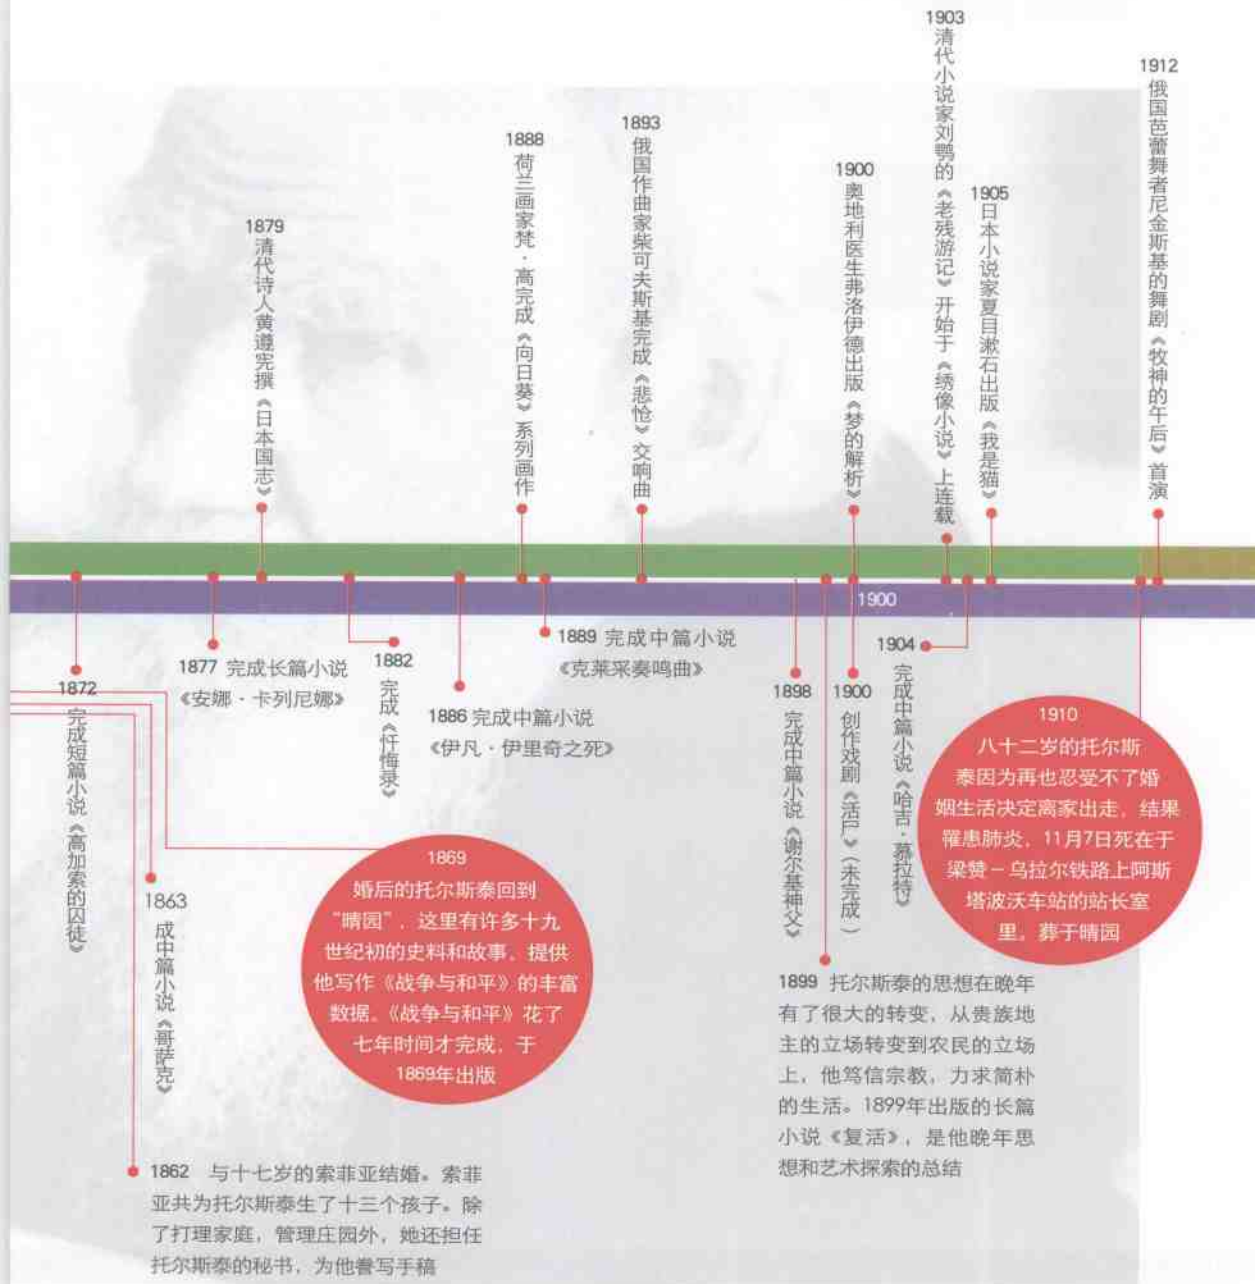 1879
清代诗人黄遵宪撰《日本国志》
1888
荷兰画家梵·高完成《向日葵》系列画作
1893
俄国作曲家柴可夫斯基完成《悲怆》交响曲
1900
奥地利医生弗洛伊德出版《梦的解析》
1903
清代小说家刘鹗的《老残游记》开始于《绣像小说》上连载
1905
日本小说家夏目漱石出版《我是猫》
1912
俄国芭蕾舞者尼金斯基的舞剧《牧神的午后》首演
1900
1872
完成短篇小说《高加索的囚徒》
1877 完成长篇小说
《安娜·卡列尼娜》
1882
完成《忏悔录》
1886 完成中篇小说
《伊凡·伊里奇之死》
1889 完成中篇小说
《克莱采奏鸣曲》
1898
完成中篇小说《谢尔基神父》
1900
创作戏剧《活尸》(未完成)
1904
完成中篇小说《哈吉·慕拉特》
1910
八十二岁的托尔斯
泰因为再也忍受不了婚
姻生活决定离家出走，结果
罹患肺炎，11月7日死在于
梁赞－乌拉尔铁路上阿斯
塔波沃车站的站长室
里。葬于晴园
1863
成中篇小说《哥萨克》
1869
婚后的托尔斯泰回到
“晴园”，这里有许多十九
世纪初的史料和故事，提供
他写作《战争与和平》的丰富
数据。《战争与和平》花了
七年时间才完成，于
1869年出版
1899 托尔斯泰的思想在晚年
有了很大的转变，从贵族地
主的立场转变到农民的立场
上，他笃信宗教，力求简朴
的生活。1899年出版的长篇
小说《复活》，是他晚年思
想和艺术探索的总结
1862 与十七岁的索菲亚结婚。索菲
亚共为托尔斯泰生了十三个孩子。除
了打理家庭，管理庄园外，她还担任
托尔斯泰的秘书，为他誊写手稿